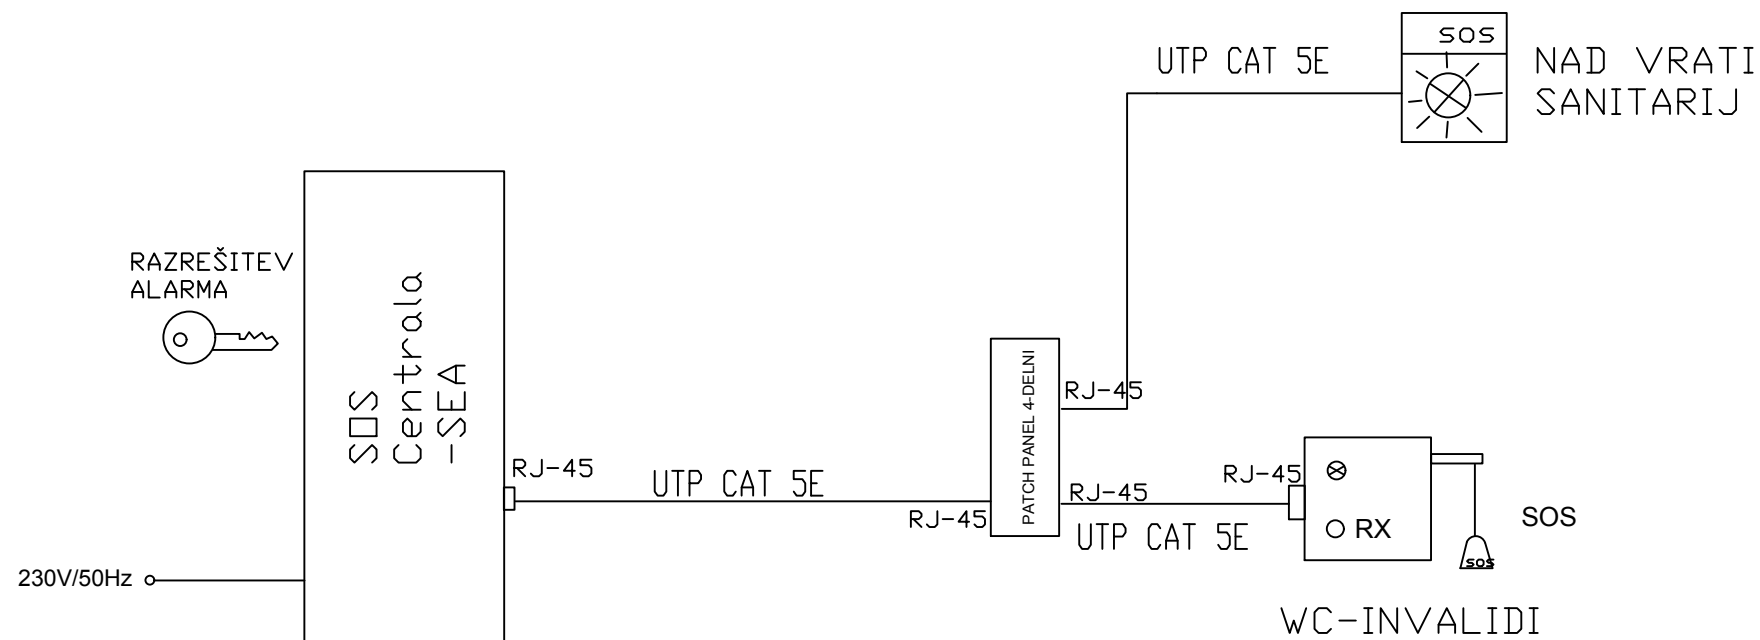 SOS
UTP CAT 5E
NAD VRATI
SANITARIJ
RAZREŠITEV
ALARMA
SOS
Centrala
-SEA
PATCH PANEL 4-DELNI
RJ-45
RJ-45
UTP CAT 5E
RJ-45
RJ-45
RJ-45
UTP CAT 5E
RX
SOS
SOS
230V/50Hz
WC-INVALIDI